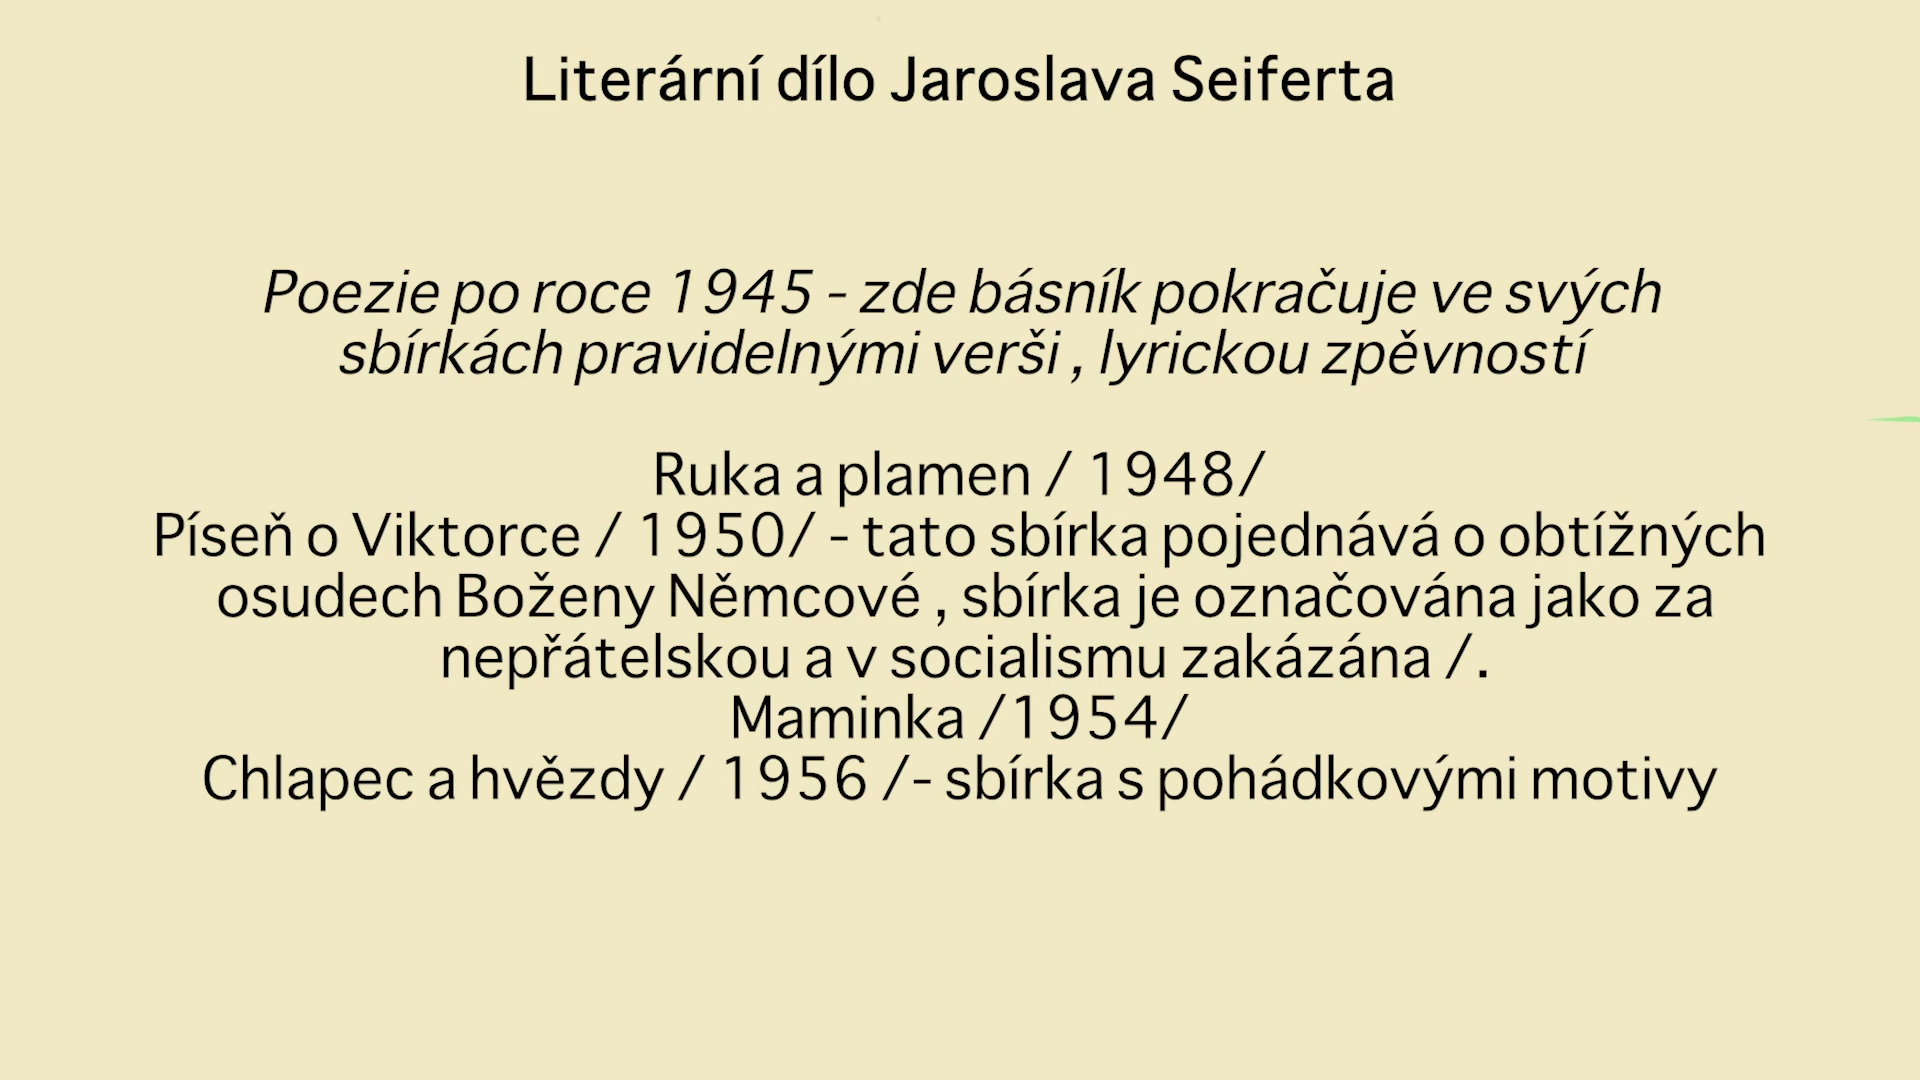 Literární dílo Jaroslava Seiferta
Poezie po roce 1945 - zde básník pokračuje ve svých
sbírkách pravidelnými verši , lyrickou zpěvností
Ruka a plamen / 1948/
Píseň o Viktorce / 1950/ - tato sbírka pojednává o obtížných
osudech Boženy Němcové , sbírka je označována jako za
nepřátelskou a v socialismu zakázána /.
Maminka /1954/
Chlapec a hvězdy / 1956 /- sbírka s pohádkovými motivy